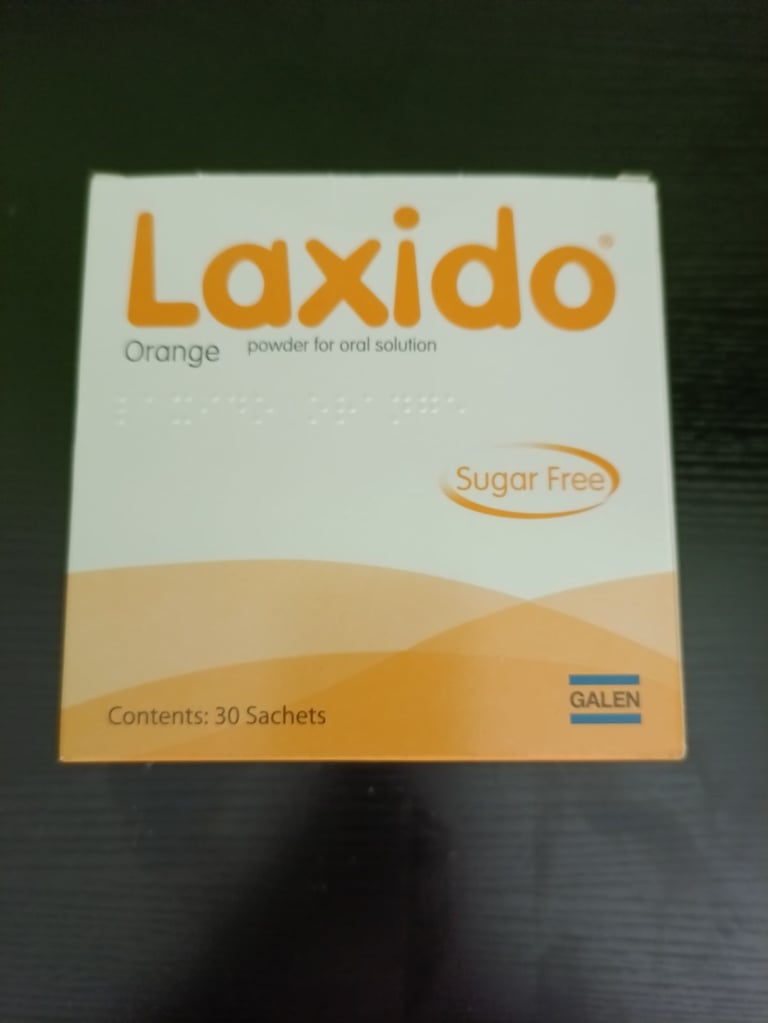 Laxido®
Orange powder for oral solution
Sugar Free
Contents: 30 Sachets
GALEN